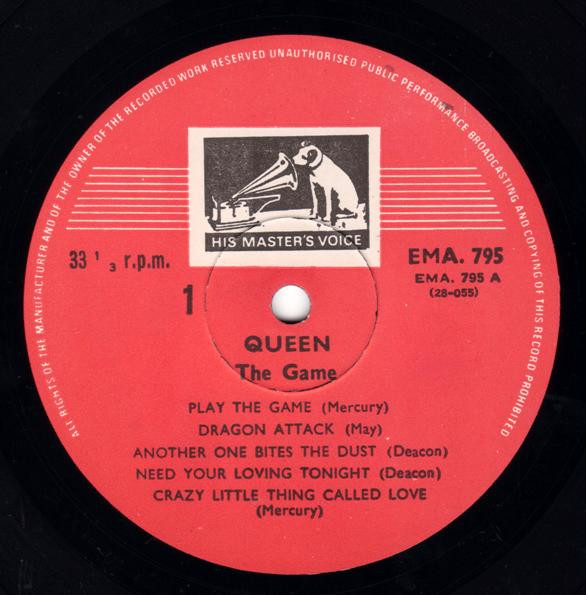 ALL RIGHTS OF THE MANUFACTURER AND OF THE OWNER OF THE RECORDED WORK RESERVED UNAUTHORISED PUBLIC PERFORMANCE BROADCASTING AND COPYING OF THIS RECORD PROHIBITED
HIS MASTER'S VOICE
33 1 3 r.p.m.
EMA. 795
EMA. 795 A
(28-055)
1
QUEEN
The Game
PLAY THE GAME (Mercury)
DRAGON ATTACK (May)
ANOTHER ONE BITES THE DUST (Deacon)
NEED YOUR LOVING TONIGHT (Deacon)
CRAZY LITTLE THING CALLED LOVE
(Mercury)